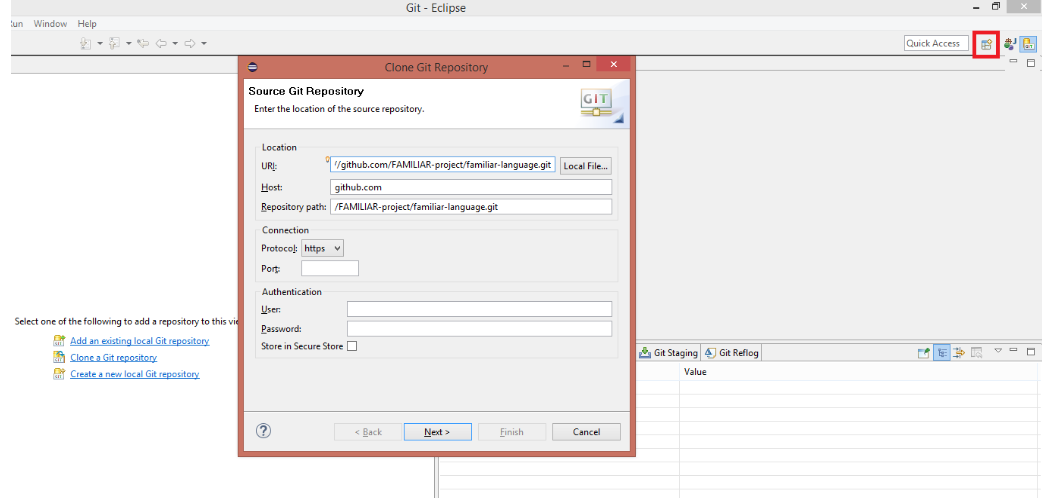 Git - Eclipse
Run Window Help
Quick Access
Clone Git Repository
Source Git Repository
Enter the location of the source repository.
GIT
Location
URI: //github.com/FAMILIAR-project/familiar-language.git Local File...
Host: github.com
Repository path: /FAMILIAR-project/familiar-language.git
Connection
Protocol: https
Port:
Authentication
User:
Password:
Store in Secure Store
Select one of the following to add a repository to this vie
Add an existing local Git repository
Clone a Git repository
Create a new local Git repository
Git Staging Git Reflog
Value
< Back Next > Finish Cancel